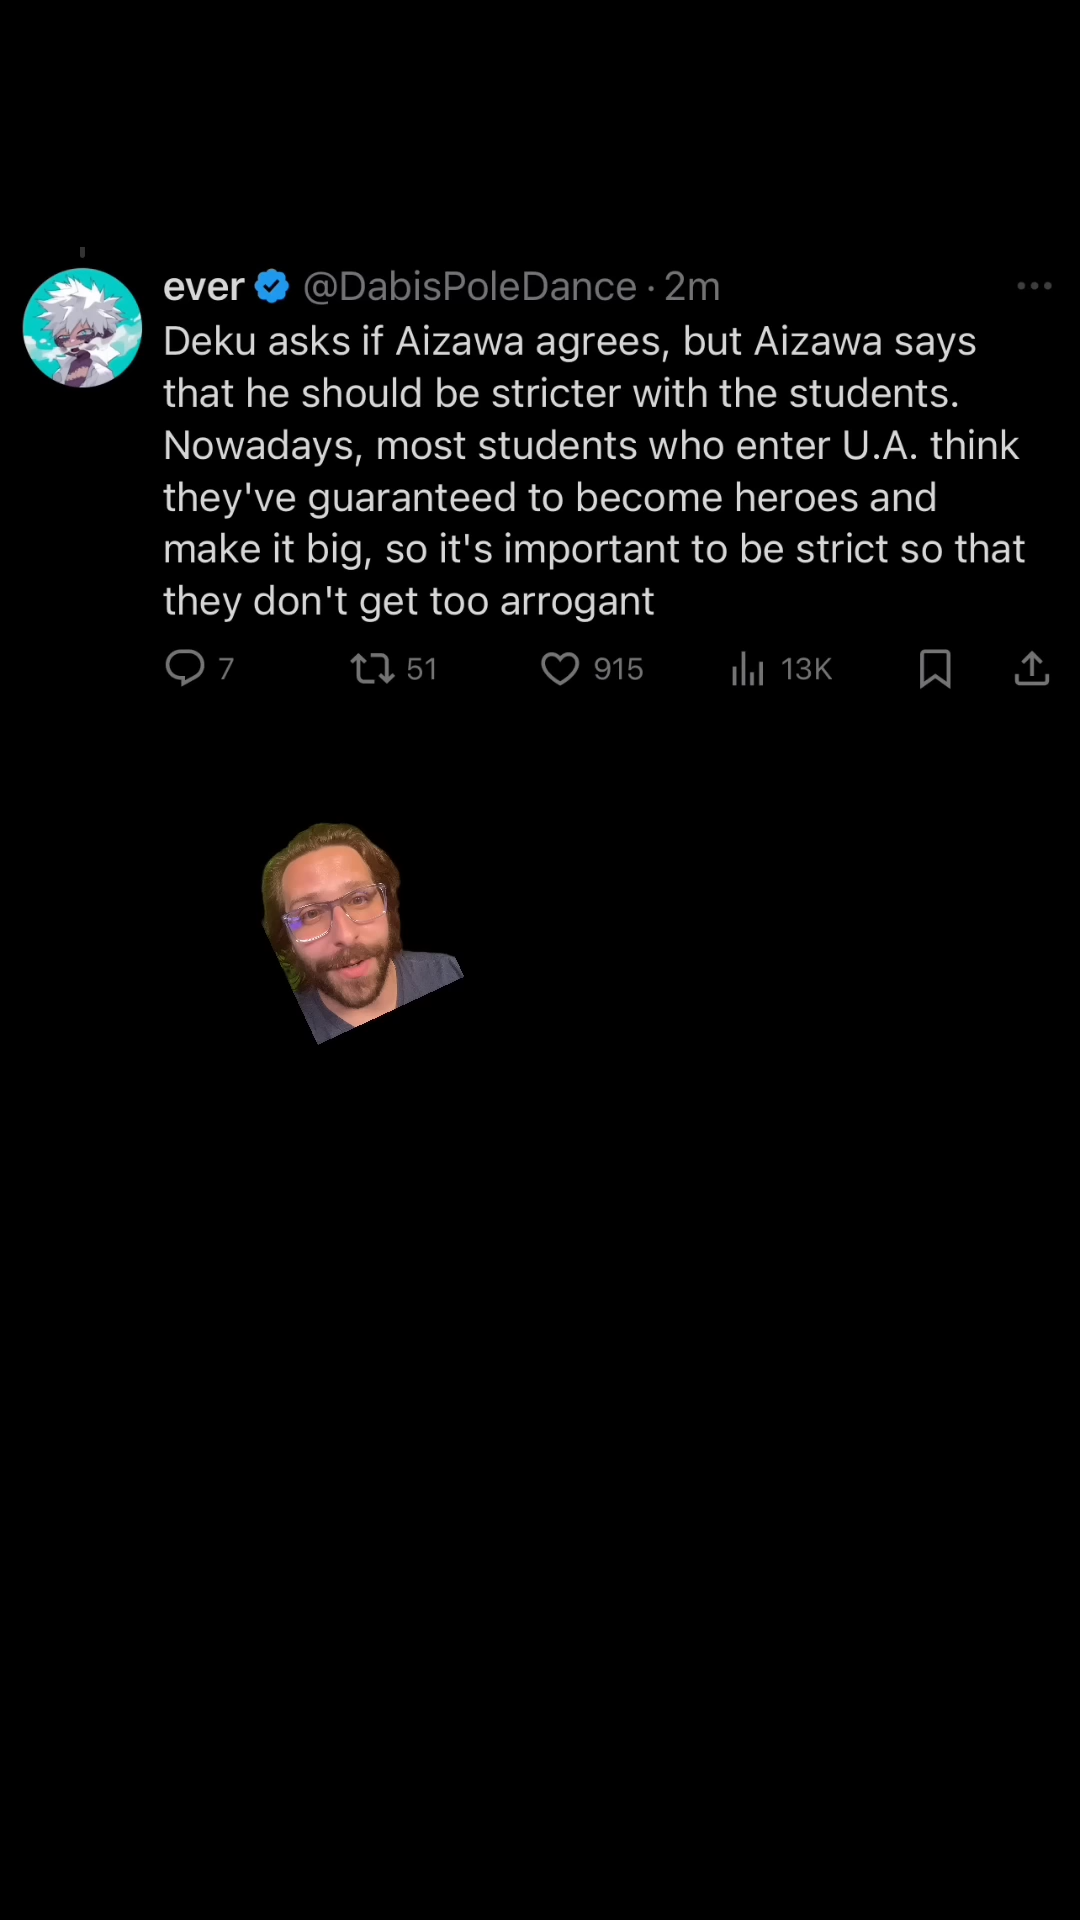 ever @DabisPoleDance · 2m
Deku asks if Aizawa agrees, but Aizawa says
that he should be stricter with the students.
Nowadays, most students who enter U.A. think
they've guaranteed to become heroes and
make it big, so it's important to be strict so that
they don't get too arrogant
7 51 915 13K